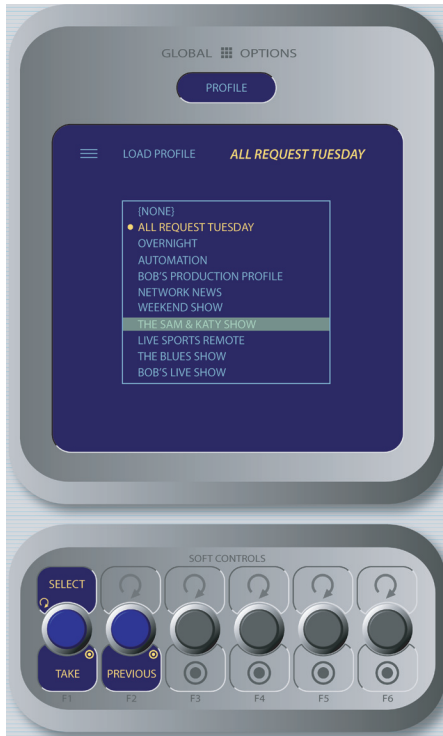 GLOBAL OPTIONS
PROFILE
LOAD PROFILE ALL REQUEST TUESDAY
{NONE}
ALL REQUEST TUESDAY
OVERNIGHT
AUTOMATION
BOB'S PRODUCTION PROFILE
NETWORK NEWS
WEEKEND SHOW
THE SAM & KATY SHOW
LIVE SPORTS REMOTE
THE BLUES SHOW
BOB'S LIVE SHOW
SOFT CONTROLS
SELECT
TAKE PREVIOUS
F1 F2 F3 F4 F5 F6